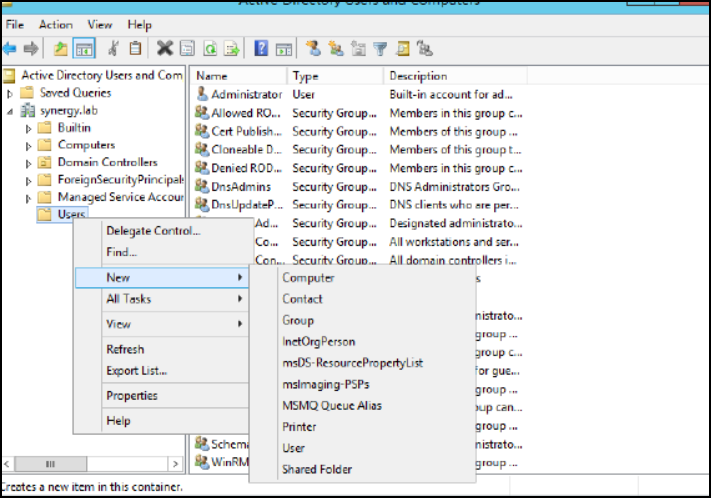 Active Directory Users and Computers
File Action View Help
Active Directory Users and Com
Saved Queries
synergy.lab
Builtin
Computers
Domain Controllers
ForeignSecurityPrincipals
Managed Service Accour
Users
Name Type Description
Administrator User Built-in account for ad...
Allowed RO... Security Group... Members in this group c...
Cert Publish... Security Group... Members of this group ...
Cloneable D... Security Group... Members of this group t...
Denied ROD... Security Group... Members in this group c...
DnsAdmins Security Group... DNS Administrators Gro...
DnsUpdateP... Security Group... DNS clients who are per...
Ad... Security Group... Designated administrato...
Co... Security Group... All workstations and ser...
Con... Security Group... All domain controllers i...
s
nistrato...
group ...
group c...
for gue...
group ...
up can...
group ...
Schema nistrato...
WinRM group ...
Delegate Control...
Find...
New
All Tasks
View
Refresh
Export List...
Properties
Help
Computer
Contact
Group
InetOrgPerson
msDS-ResourcePropertyList
msImaging-PSPs
MSMQ Queue Alias
Printer
User
Shared Folder
Creates a new item in this container.